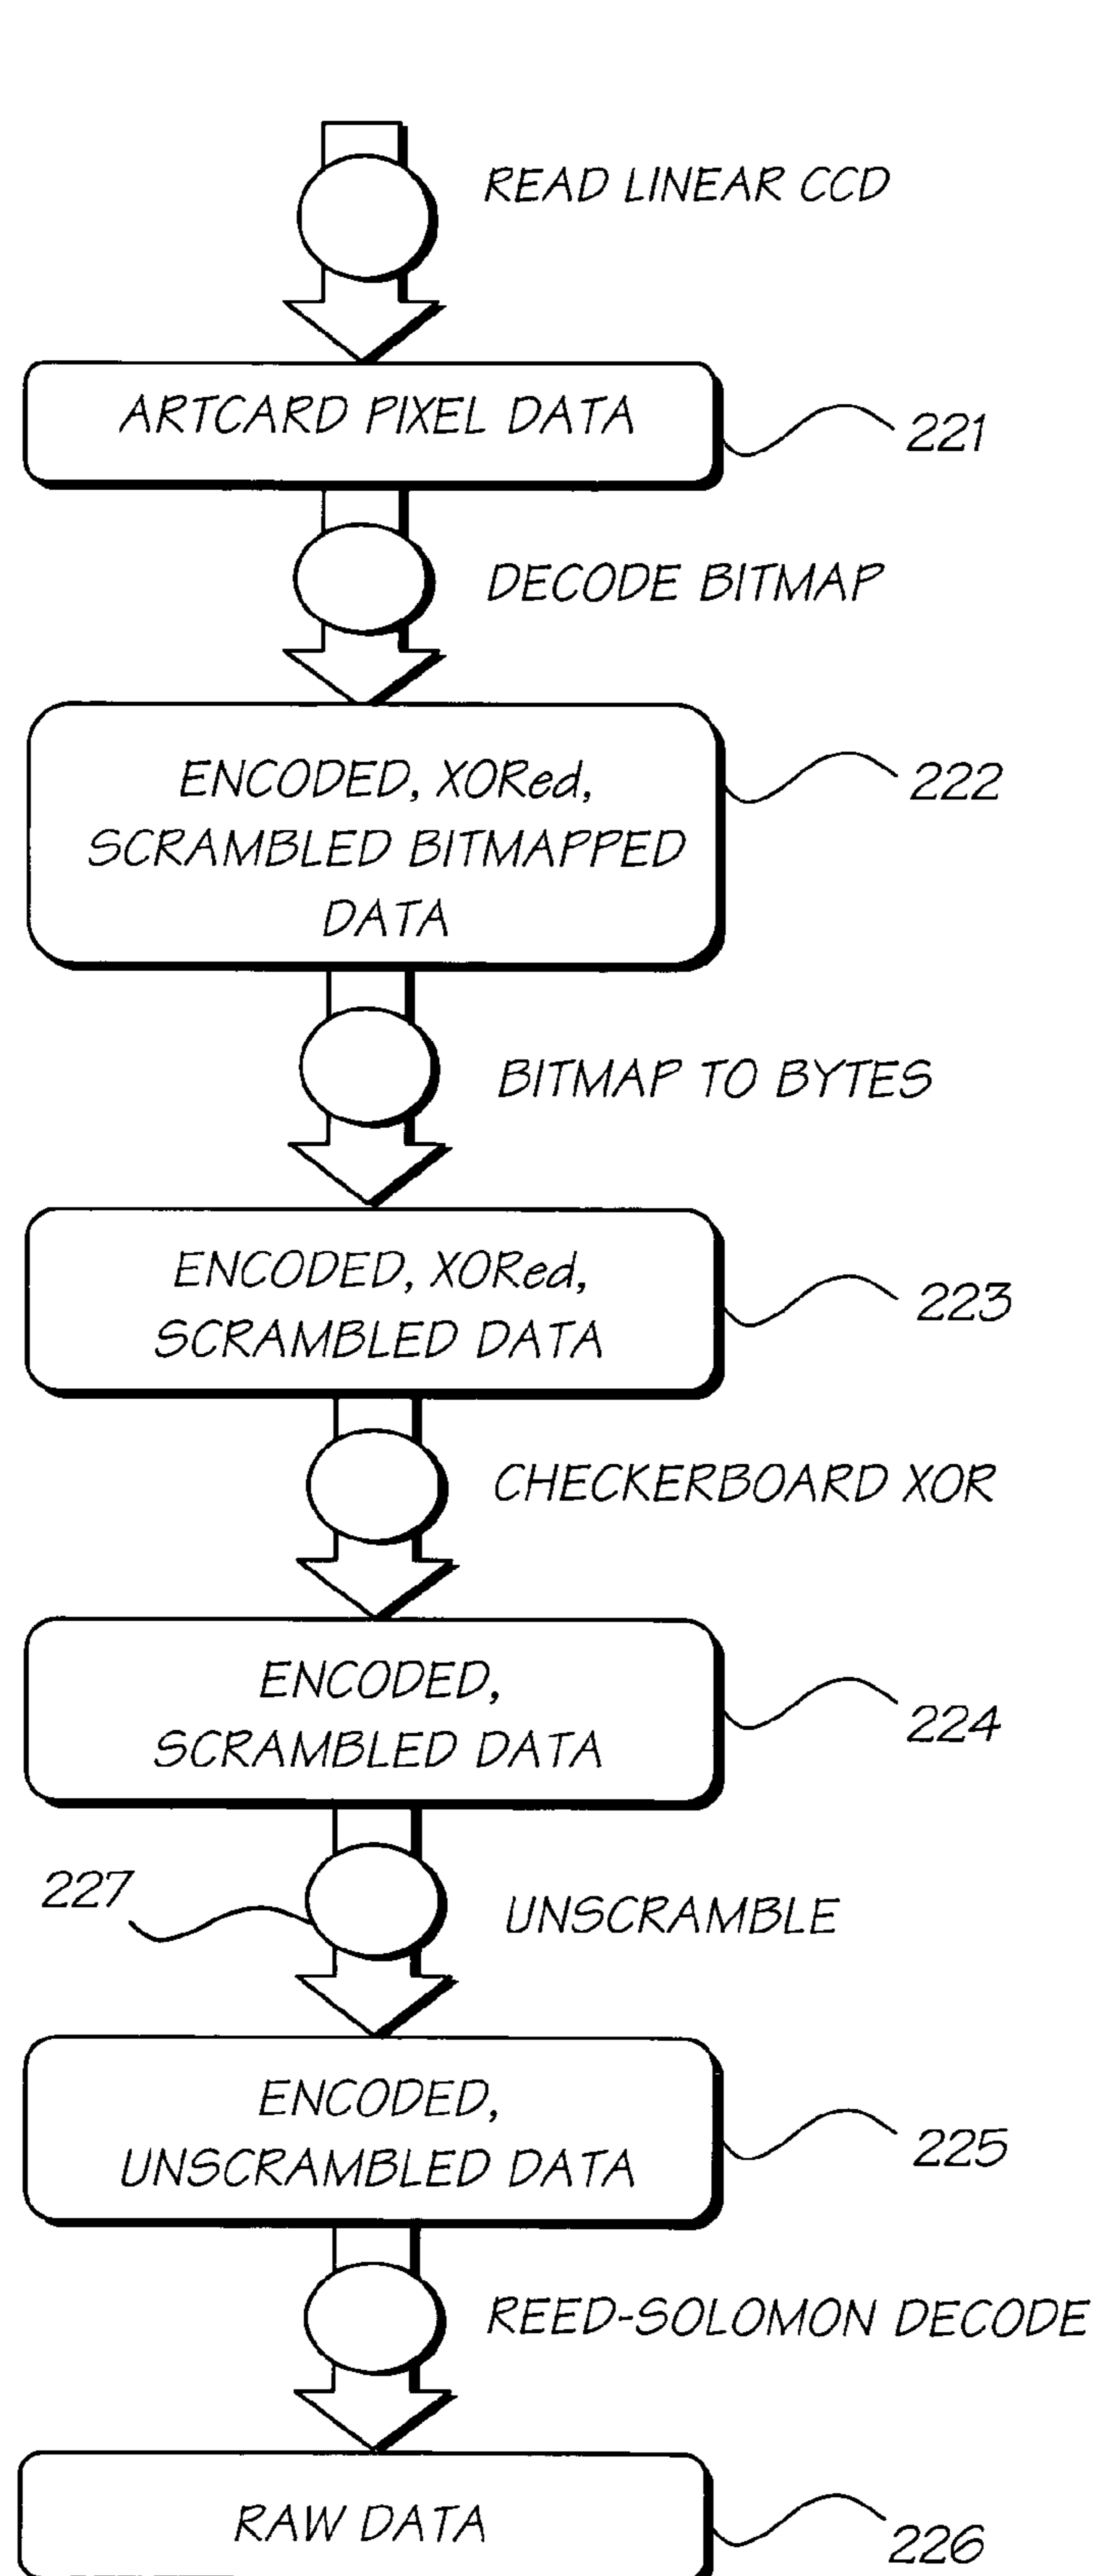 READ LINEAR CCD
ARTCARD PIXEL DATA
221
DECODE BITMAP
ENCODED, XORed,
SCRAMBLED BITMAPPED
DATA
222
BITMAP TO BYTES
ENCODED, XORed,
SCRAMBLED DATA
223
CHECKERBOARD XOR
ENCODED,
SCRAMBLED DATA
224
227
UNSCRAMBLE
ENCODED,
UNSCRAMBLED DATA
225
REED-SOLOMON DECODE
RAW DATA
226